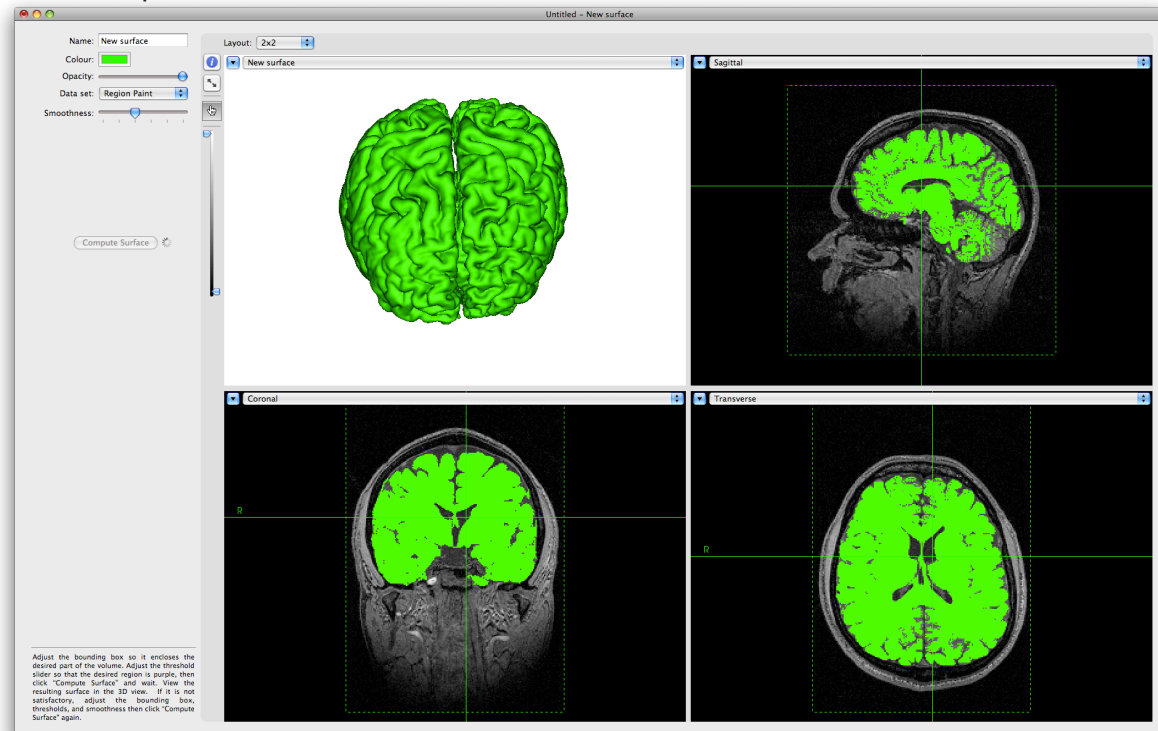 Untitled – New surface
Name: New surface
Colour:
Opacity:
Data set: Region Paint
Smoothness:
Compute Surface
Layout: 2x2
New surface
Sagittal
Coronal
R
Transverse
R
Adjust the bounding box so it encloses the
desired part of the volume. Adjust the threshold
slider so that the desired region is purple, then
click "Compute Surface" and wait. View the
resulting surface in the 3D view. If it is not
satisfactory, adjust the bounding box,
thresholds, and smoothness then click "Compute
Surface" again.